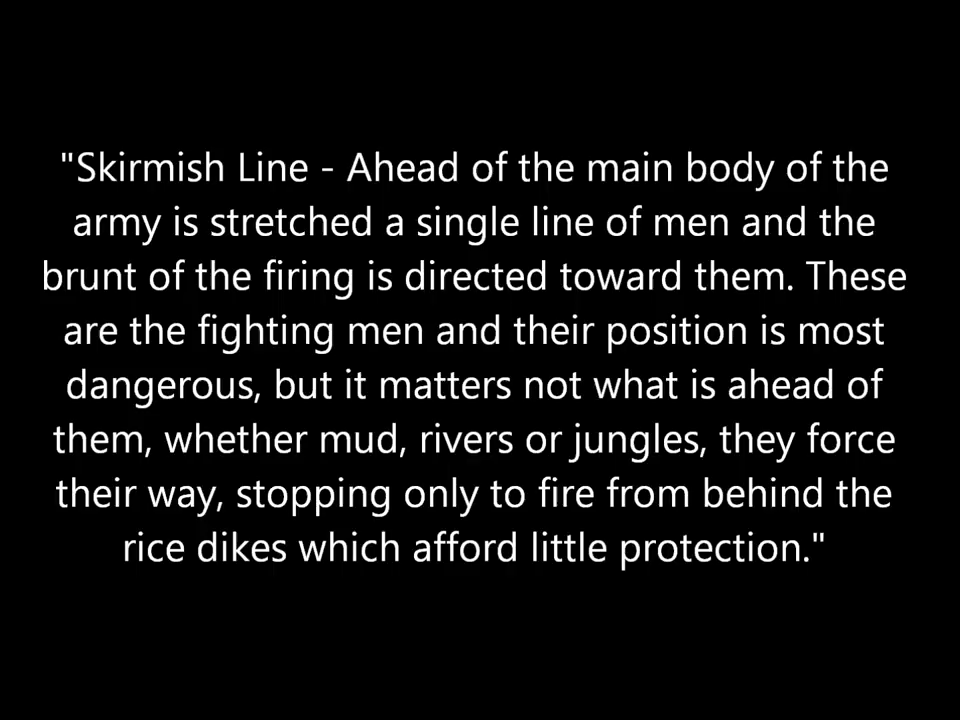 "Skirmish Line - Ahead of the main body of the
army is stretched a single line of men and the
brunt of the firing is directed toward them. These
are the fighting men and their position is most
dangerous, but it matters not what is ahead of
them, whether mud, rivers or jungles, they force
their way, stopping only to fire from behind the
rice dikes which afford little protection."